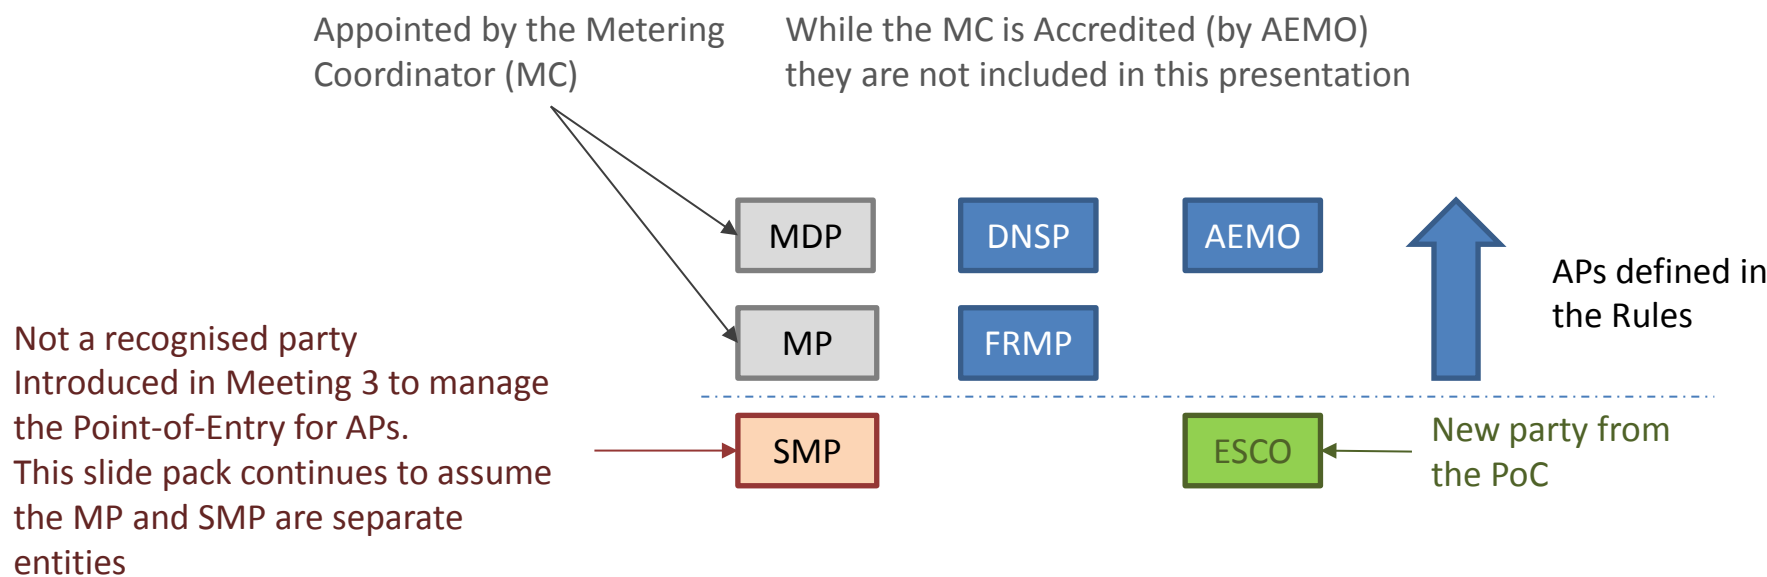 Appointed by the Metering
Coordinator (MC)
While the MC is Accredited (by AEMO)
they are not included in this presentation
MDP
DNSP
AEMO
APs defined in
the Rules
MP
FRMP
Not a recognised party
Introduced in Meeting 3 to manage
the Point-of-Entry for APs.
This slide pack continues to assume
the MP and SMP are separate
entities
SMP
ESCO
New party from
the PoC